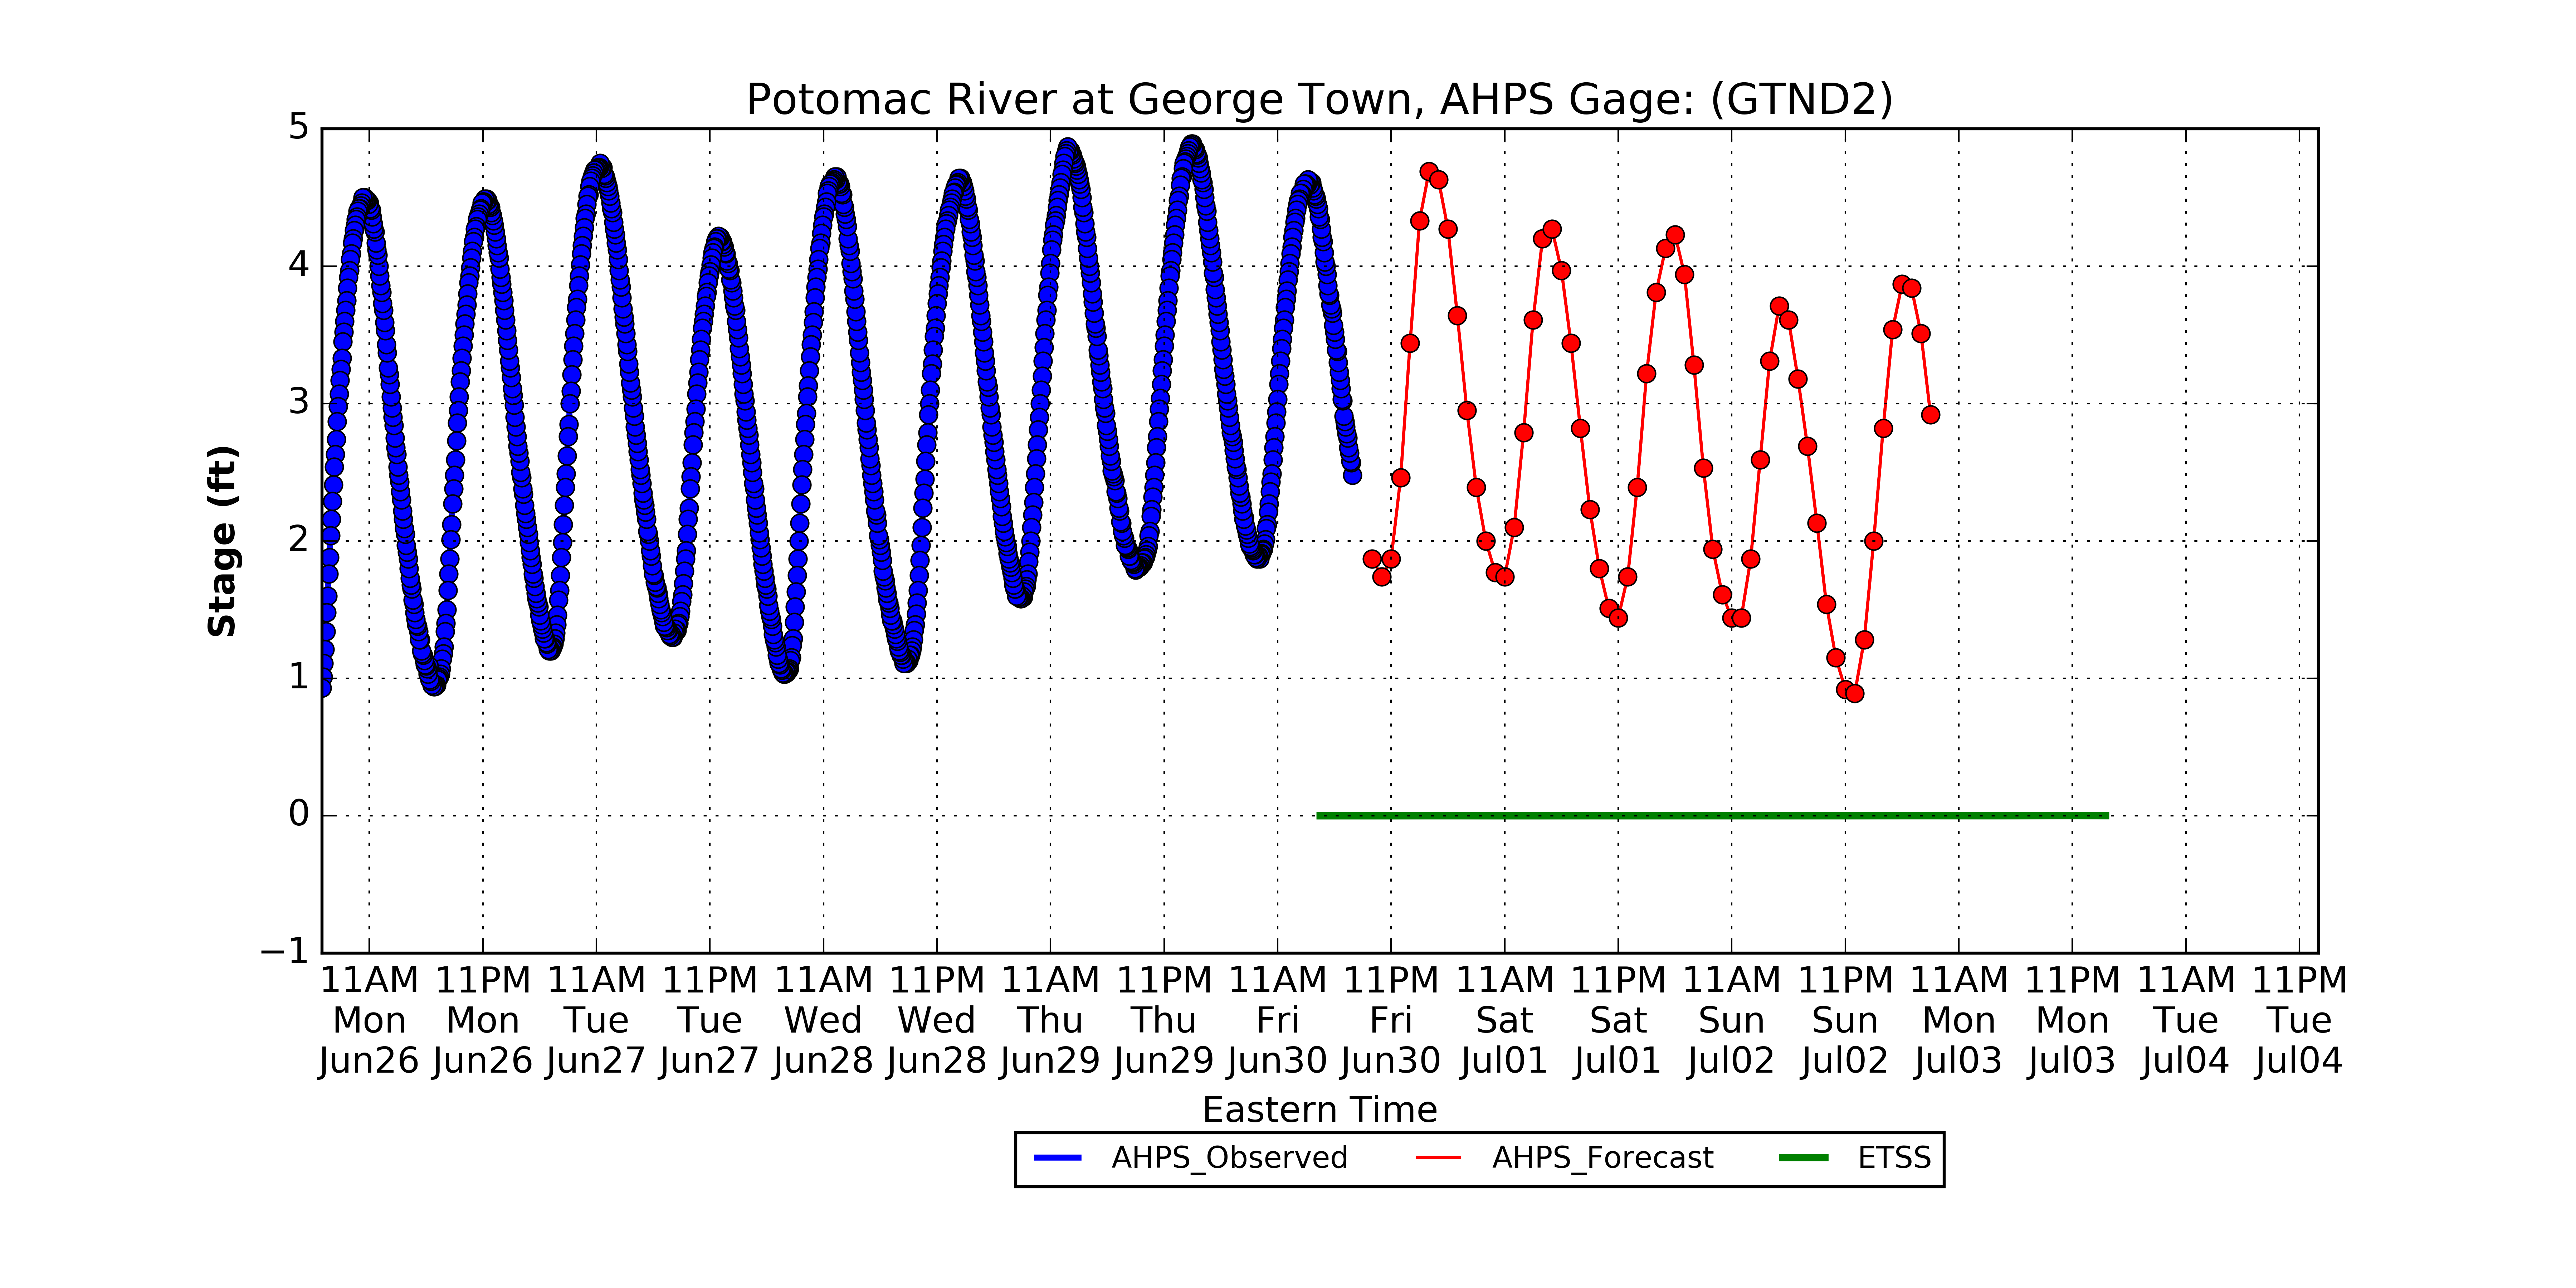 Potomac River at George Town, AHPS Gage: (GTND2)
5
4
3
2
1
0
−1
Stage (ft)
11AM 11PM 11AM 11PM 11AM 11PM 11AM 11PM 11AM 11PM 11AM 11PM 11AM 11PM 11AM 11PM 11AM 11PM
Mon Mon Tue Tue Wed Wed Thu Thu Fri Fri Sat Sat Sun Sun Mon Mon Tue Tue
Jun26 Jun26 Jun27 Jun27 Jun28 Jun28 Jun29 Jun29 Jun30 Jun30 Jul01 Jul01 Jul02 Jul02 Jul03 Jul03 Jul04 Jul04
Eastern Time
AHPS_Observed AHPS_Forecast ETSS